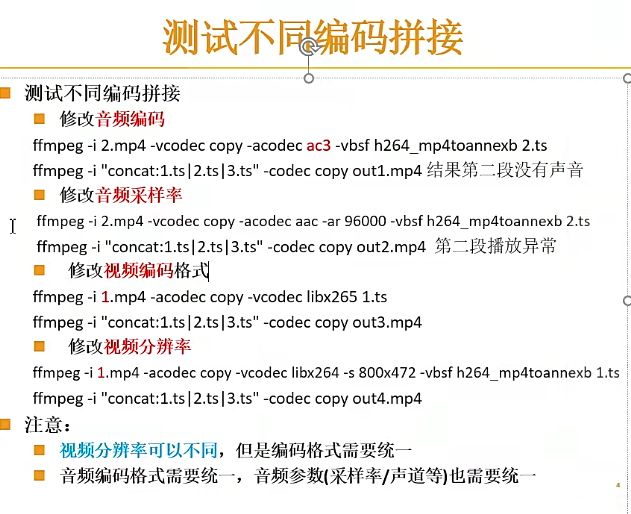 测试不同编码拼接
测试不同编码拼接
修改音频编码
ffmpeg -i 2.mp4 -vcodec copy -acodec ac3 -vbsf h264_mp4toannexb 2.ts
ffmpeg -i "concat:1.ts|2.ts|3.ts" -codec copy out1.mp4 结果第二段没有声音
修改音频采样率
ffmpeg -i 2.mp4 -vcodec copy -acodec aac -ar 96000 -vbsf h264_mp4toannexb 2.ts
ffmpeg -i "concat:1.ts|2.ts|3.ts" -codec copy out2.mp4 第二段播放异常
修改视频编码格式
ffmpeg -i 1.mp4 -acodec copy -vcodec libx265 1.ts
ffmpeg -i "concat:1.ts|2.ts|3.ts" -codec copy out3.mp4
修改视频分辨率
ffmpeg -i 1.mp4 -acodec copy -vcodec libx264 -s 800x472 -vbsf h264_mp4toannexb 1.ts
ffmpeg -i "concat:1.ts|2.ts|3.ts" -codec copy out4.mp4
注意：
视频分辨率可以不同，但是编码格式需要统一
音频编码格式需要统一，音频参数(采样率/声道等)也需要统一
4